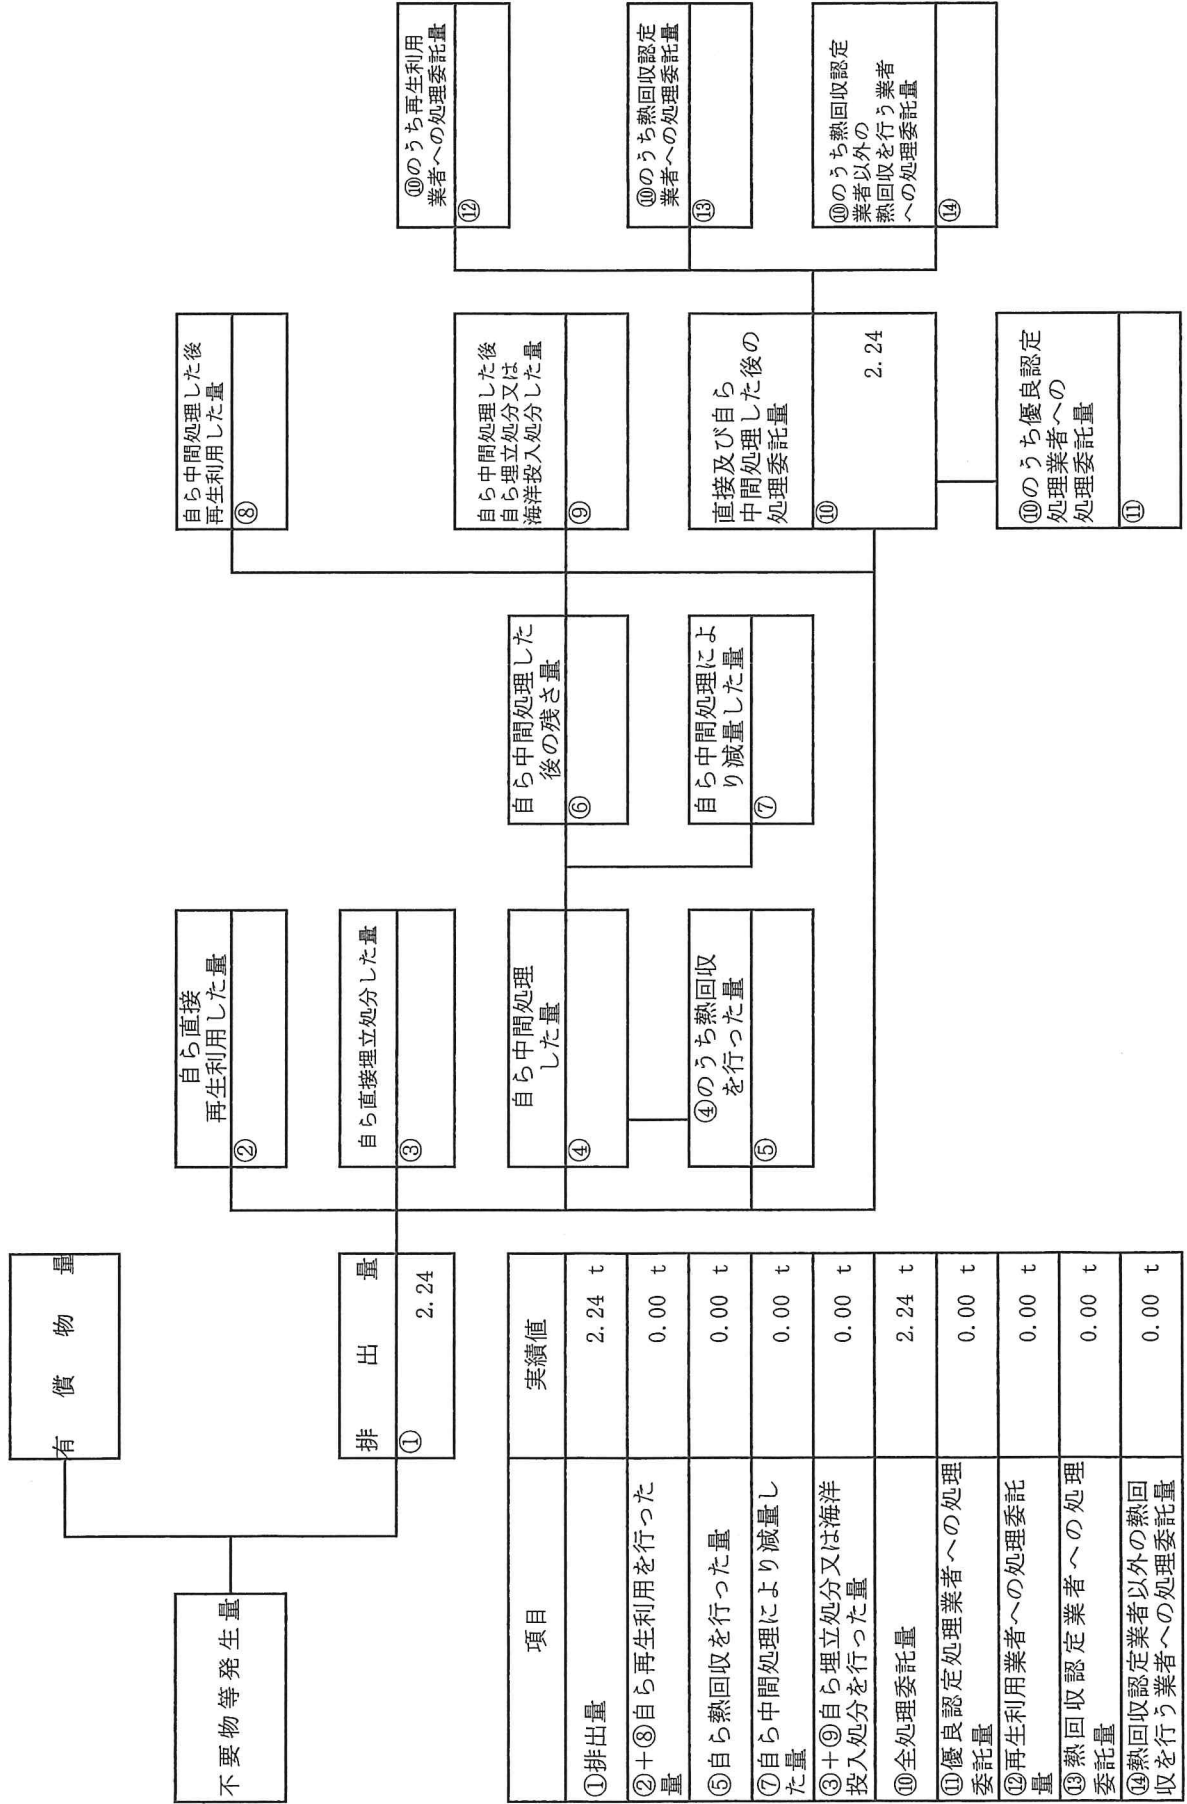 不要物等発生量
有償物量
排出量
① 2.24
自ら直接
再生利用した量
②
自ら直接埋立処分した量
③
自ら中間処理
した量
④
④のうち熱回収
を行った量
⑤
自ら中間処理した
後の残さ量
⑥
自ら中間処理によ
り減量した量
⑦
自ら中間処理した後
再生利用した量
⑧
自ら中間処理した後
自ら埋立処分又は
海洋投入処分した量
⑨
直接及び自ら
中間処理した後の
処理委託量
⑩ 2.24
⑩のうち優良認定
処理業者への
処理委託量
⑪
⑩のうち再生利用
業者への処理委託量
⑫
⑩のうち熱回収認定
業者への処理委託量
⑬
⑩のうち熱回収認定
業者以外の
熱回収を行う業者
への処理委託量
⑭
項目 実績値
①排出量 2.24 t
②+⑧自ら再生利用を行った
量 0.00 t
⑤自ら熱回収を行った量 0.00 t
⑦自ら中間処理により減量し
た量 0.00 t
③+⑨自ら埋立処分又は海洋
投入処分を行った量 0.00 t
⑩全処理委託量 2.24 t
⑪優良認定処理業者への処理
委託量 0.00 t
⑫再生利用業者への処理委託
量 0.00 t
⑬熱回収認定業者への処理
委託量 0.00 t
⑭熱回収認定業者以外の熱回
収を行う業者への処理委託量 0.00 t